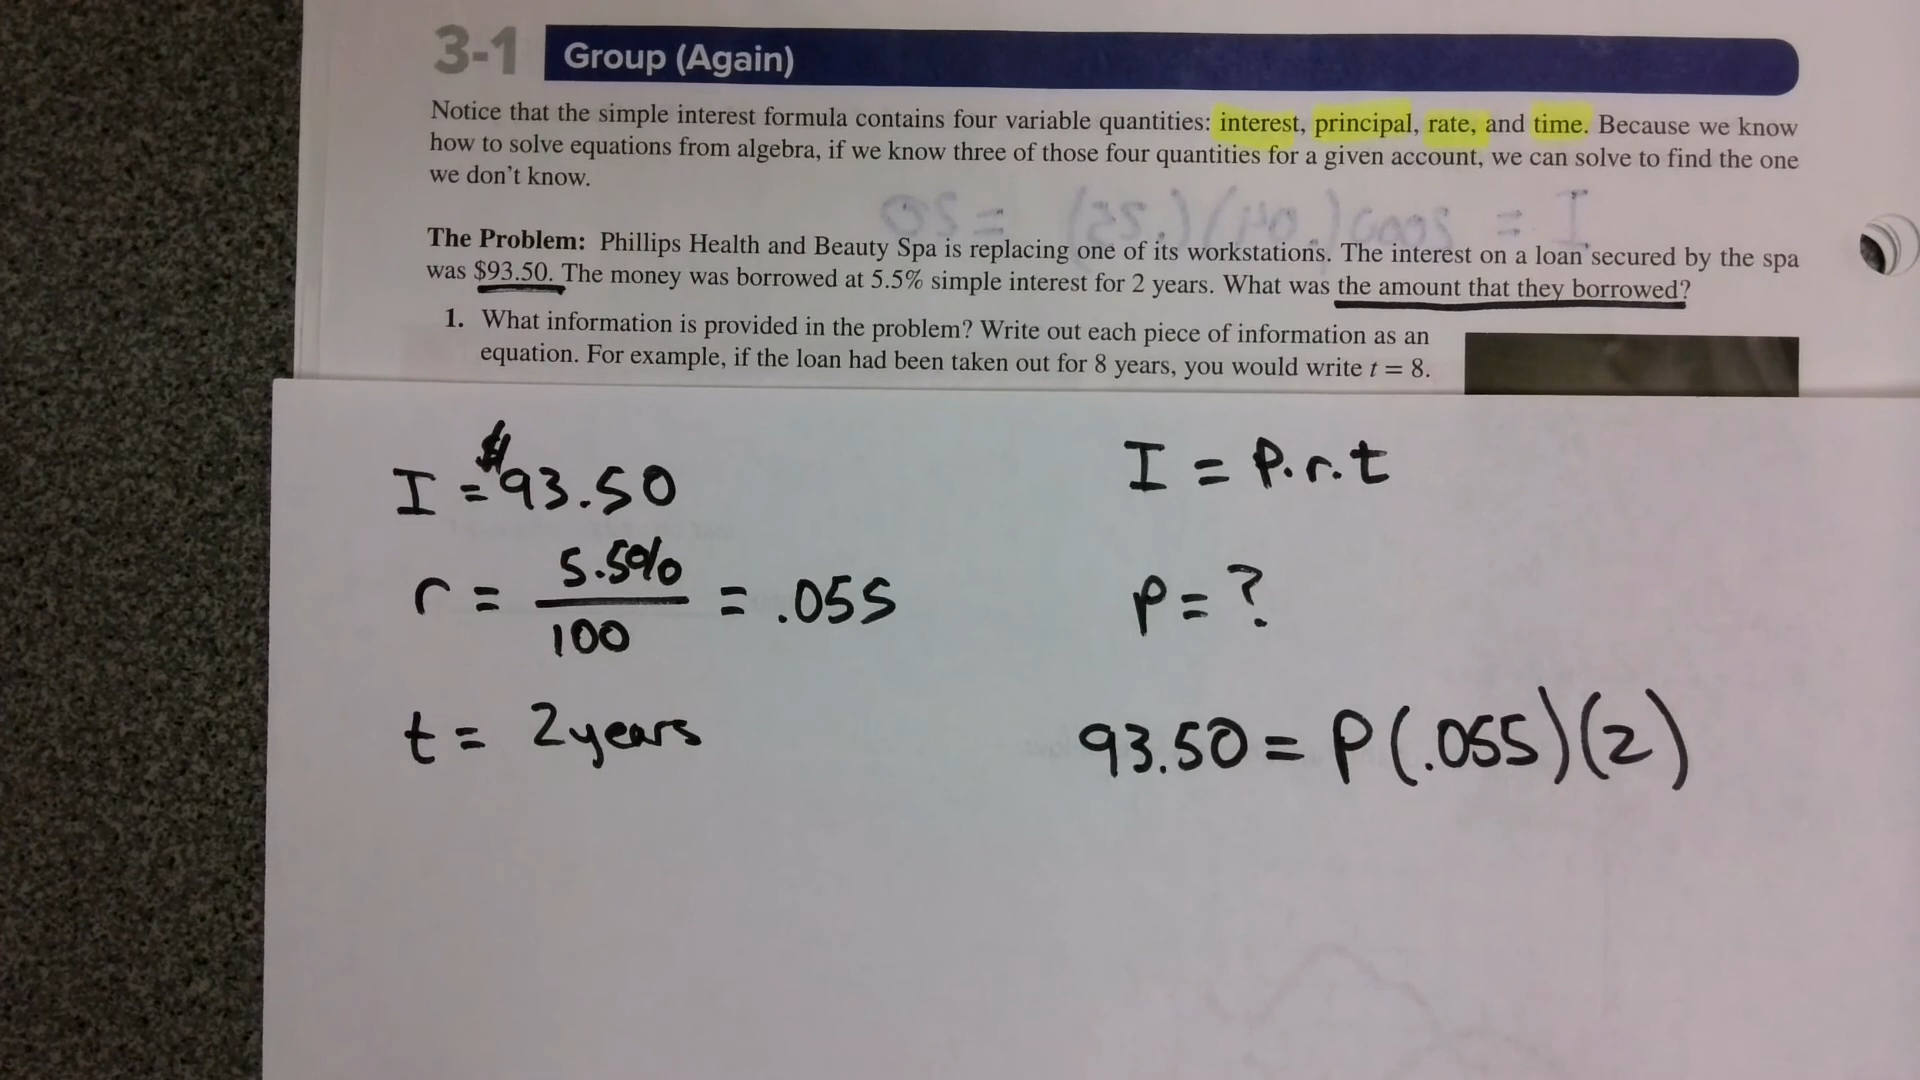 3-1 Group (Again)
Notice that the simple interest formula contains four variable quantities: interest, principal, rate, and time. Because we know
how to solve equations from algebra, if we know three of those four quantities for a given account, we can solve to find the one
we don't know.
The Problem: Phillips Health and Beauty Spa is replacing one of its workstations. The interest on a loan secured by the spa
was $93.50. The money was borrowed at 5.5% simple interest for 2 years. What was the amount that they borrowed?
1. What information is provided in the problem? Write out each piece of information as an
equation. For example, if the loan had been taken out for 8 years, you would write t = 8.
I = $93.50
r = 5.5% / 100 = .055
t = 2 years
I = P.r.t
P = ?
93.50 = P(.055)(2)